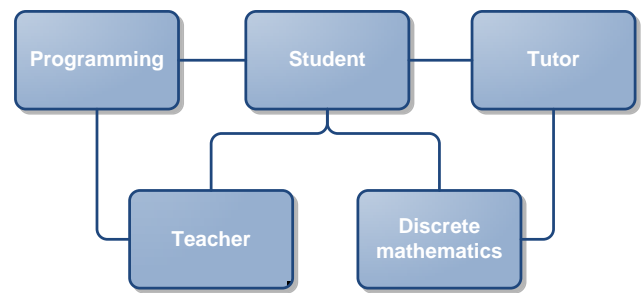 Programming
Student
Tutor
Teacher
Discrete
mathematics